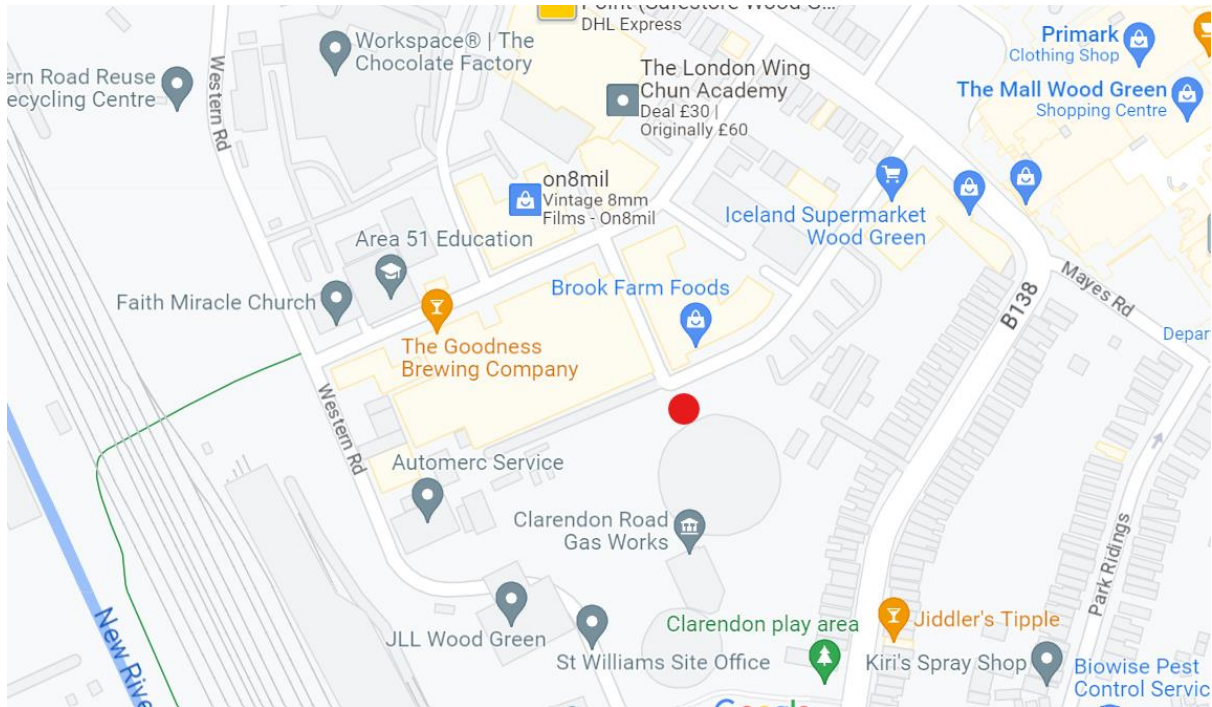 Point (Safestore Wood G...
DHL Express
Workspace® | The
Chocolate Factory
Primark
Clothing Shop
ern Road Reuse
ecycling Centre
Western Rd
The London Wing
Chun Academy
Deal £30 |
Originally £60
The Mall Wood Green
Shopping Centre
on8mil
Vintage 8mm
Films - On8mil
Iceland Supermarket
Wood Green
Area 51 Education
Faith Miracle Church
Brook Farm Foods
B138
Mayes Rd
Depar
The Goodness
Brewing Company
Western Rd
Automerc Service
Clarendon Road
Gas Works
Park Ridings
New Rive
JLL Wood Green
St Williams Site Office
Clarendon play area
Jiddler's Tipple
Kiri's Spray Shop
Biowise Pest
Control Servic
Google